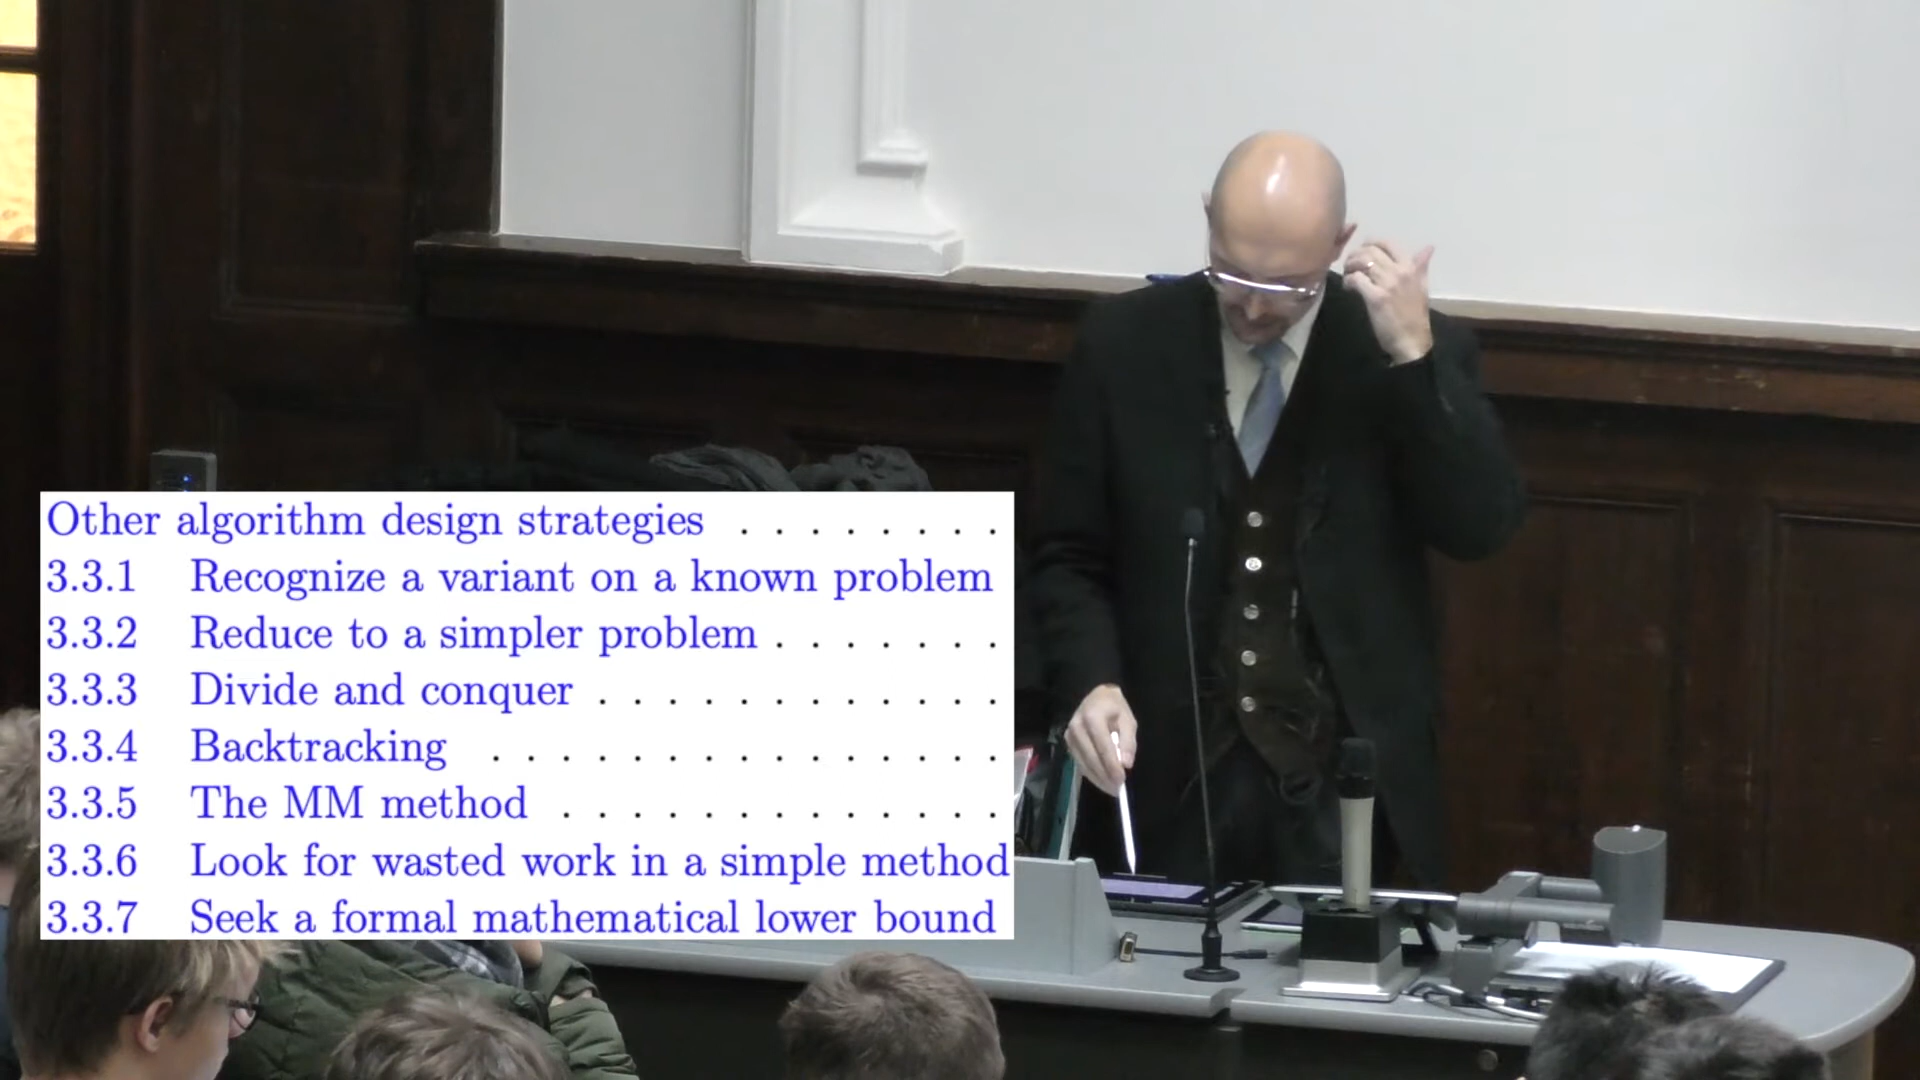 Other algorithm design strategies . . . . . . . .
3.3.1 Recognize a variant on a known problem
3.3.2 Reduce to a simpler problem . . . . . . .
3.3.3 Divide and conquer . . . . . . . . . . . .
3.3.4 Backtracking . . . . . . . . . . . . . . .
3.3.5 The MM method . . . . . . . . . . . . .
3.3.6 Look for wasted work in a simple method
3.3.7 Seek a formal mathematical lower bound